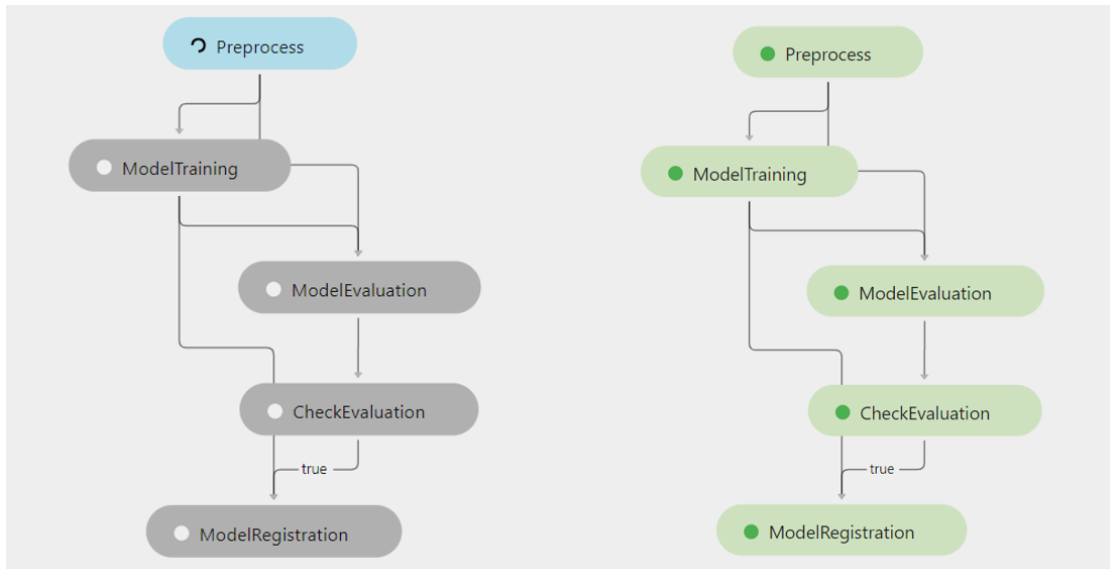 Preprocess
ModelTraining
ModelEvaluation
CheckEvaluation
true
ModelRegistration
Preprocess
ModelTraining
ModelEvaluation
CheckEvaluation
true
ModelRegistration